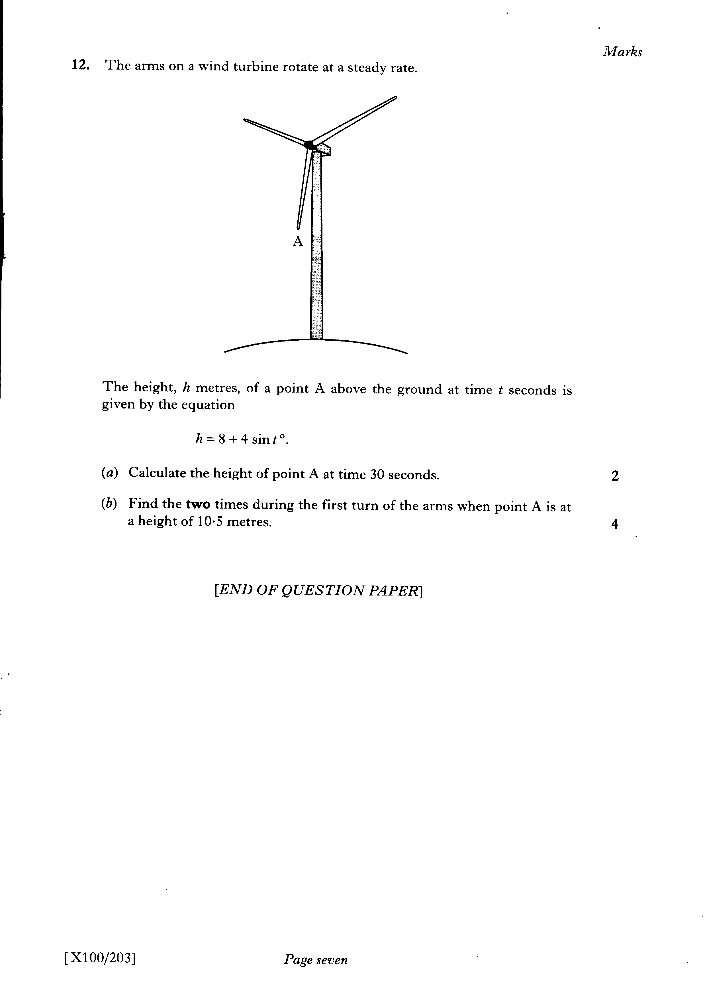 Marks
12. The arms on a wind turbine rotate at a steady rate.
A
The height, h metres, of a point A above the ground at time t seconds is
given by the equation
h = 8 + 4 sin t°.
(a) Calculate the height of point A at time 30 seconds. 2
(b) Find the two times during the first turn of the arms when point A is at
a height of 10·5 metres. 4
[END OF QUESTION PAPER]
[X100/203] Page seven